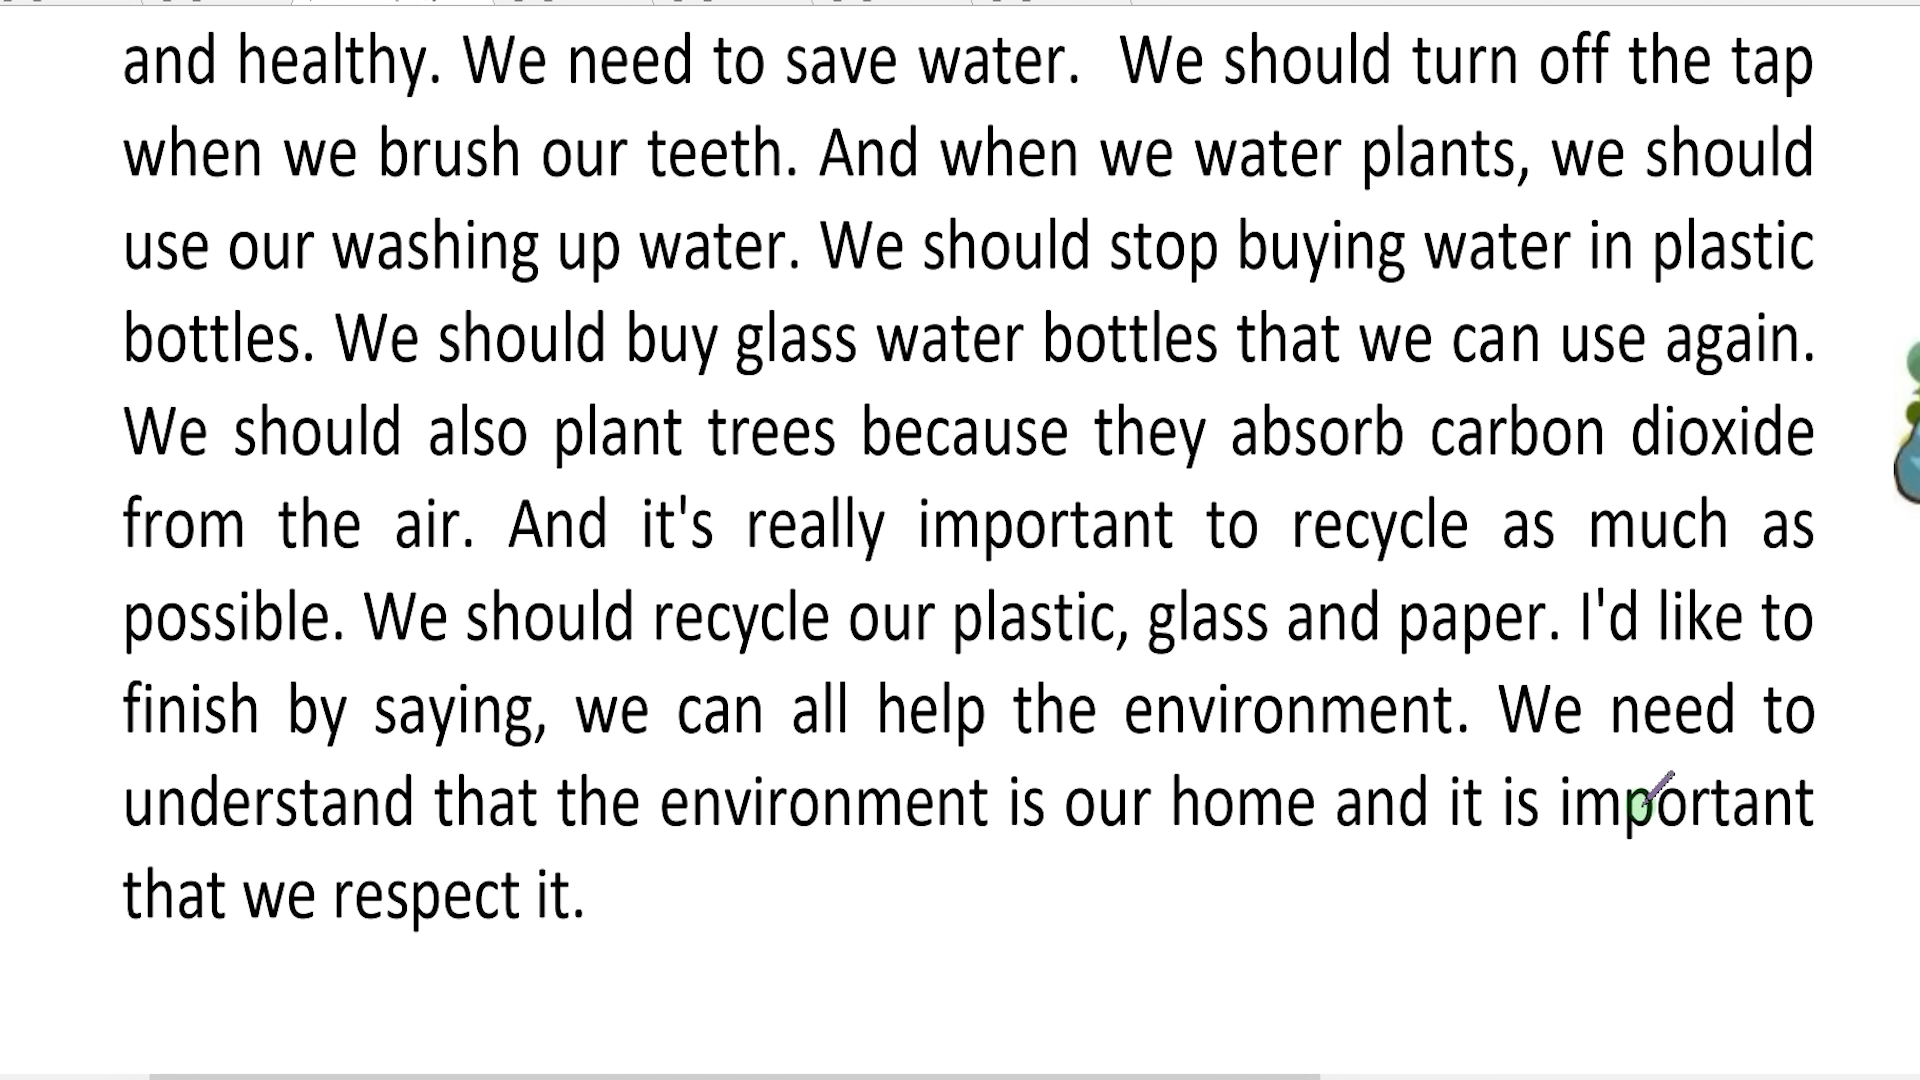 and healthy. We need to save water.  We should turn off the tap
when we brush our teeth. And when we water plants, we should
use our washing up water. We should stop buying water in plastic
bottles. We should buy glass water bottles that we can use again.
We should also plant trees because they absorb carbon dioxide
from the air. And it's really important to recycle as much as
possible. We should recycle our plastic, glass and paper. I'd like to
finish by saying, we can all help the environment. We need to
understand that the environment is our home and it is important
that we respect it.